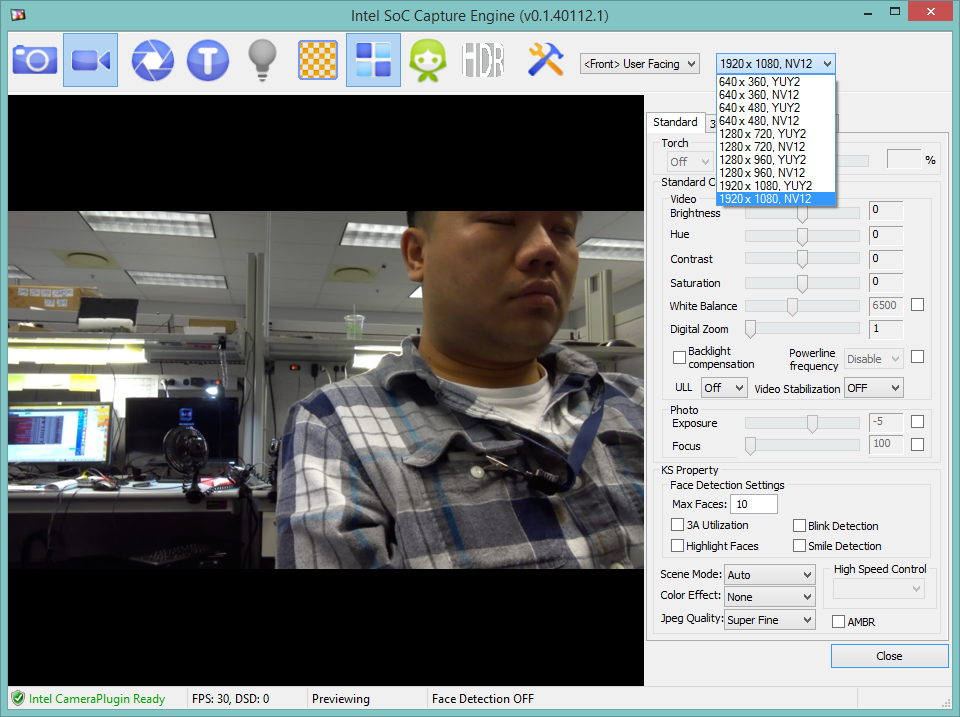 Intel SoC Capture Engine (v0.1.40112.1)
T
HDR
<Front> User Facing
1920 x 1080, NV12
640 x 360, YUY2
640 x 360, NV12
640 x 480, YUY2
640 x 480, NV12
1280 x 720, YUY2
1280 x 720, NV12
1280 x 960, YUY2
1280 x 960, NV12
1920 x 1080, YUY2
1920 x 1080, NV12
Standard
3
Torch
Off
%
Standard C
Video
Brightness
0
Hue
0
Contrast
0
Saturation
0
White Balance
6500
Digital Zoom
1
Backlight compensation
Powerline frequency
Disable
ULL
Off
Video Stabilization
OFF
Photo
Exposure
-5
Focus
100
KS Property
Face Detection Settings
Max Faces:
10
3A Utilization
Blink Detection
Highlight Faces
Smile Detection
Scene Mode:
Auto
High Speed Control
Color Effect:
None
Jpeg Quality:
Super Fine
AMBR
Close
Intel CameraPlugin Ready
FPS: 30, DSD: 0
Previewing
Face Detection OFF